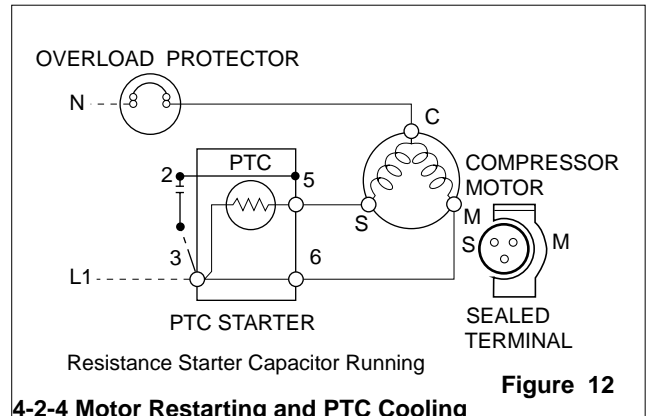 OVERLOAD PROTECTOR
N
C
PTC
2
5
COMPRESSOR
MOTOR
S
M
S
M
3
6
L1
PTC STARTER
SEALED
TERMINAL
Resistance Starter Capacitor Running
Figure 12
4-2-4 Motor Restarting and PTC Cooling